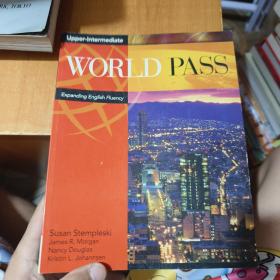 Upper-Intermediate
WORLD PASS
Expanding English Fluency
Susan Stempleski
James R. Morgan
Nancy Douglas
Kristin L. Johannsen